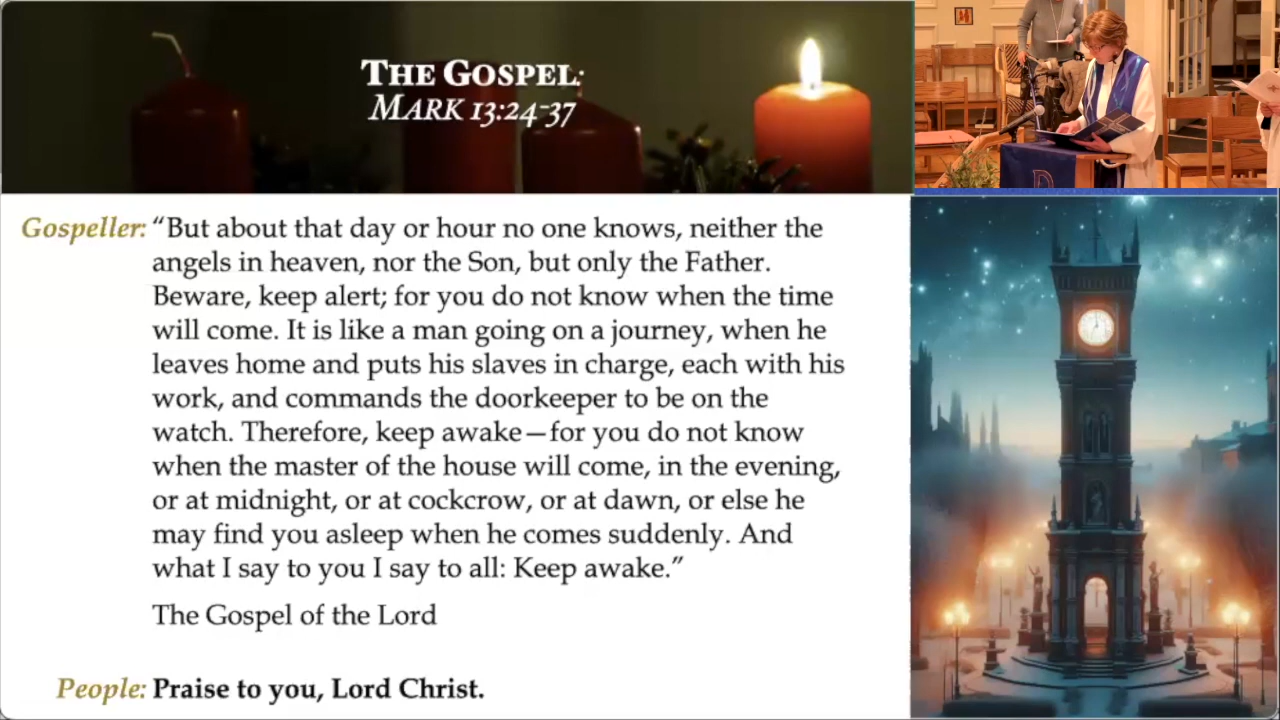 THE GOSPEL:
MARK 13:24-37
Gospeller: “But about that day or hour no one knows, neither the
angels in heaven, nor the Son, but only the Father.
Beware, keep alert; for you do not know when the time
will come. It is like a man going on a journey, when he
leaves home and puts his slaves in charge, each with his
work, and commands the doorkeeper to be on the
watch. Therefore, keep awake—for you do not know
when the master of the house will come, in the evening,
or at midnight, or at cockcrow, or at dawn, or else he
may find you asleep when he comes suddenly. And
what I say to you I say to all: Keep awake.”
The Gospel of the Lord
People: Praise to you, Lord Christ.